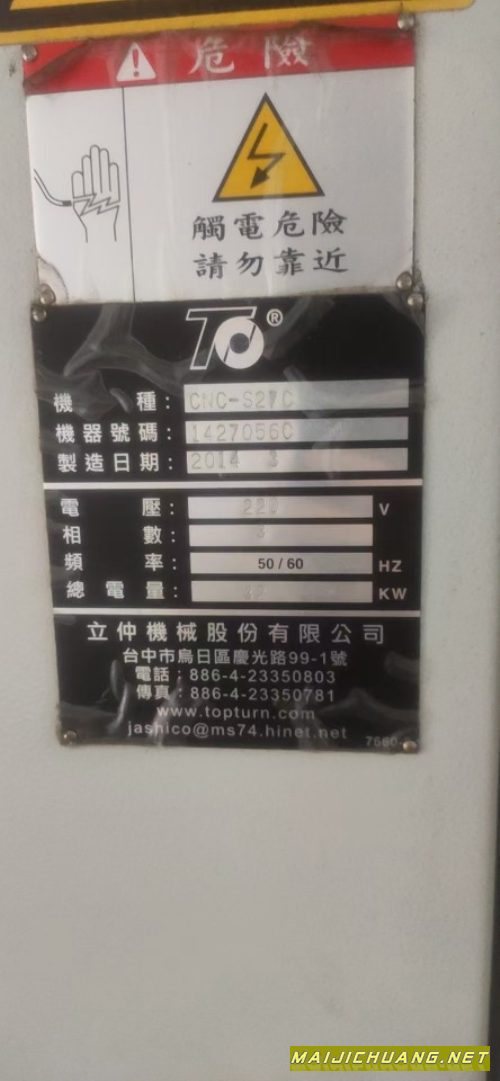 危險
觸電危險
請勿靠近
TO®
機種: CNC-S27C
機器號碼: 1427056C
製造日期: 2014 3
電壓: 220 V
相數: 3
頻率: 50/60 HZ
總電量: KW
立仲機械股份有限公司
台中市烏日區慶光路99-1號
電話:886-4-23350803
傳真:886-4-23350781
www.topturn.com
jashico@ms74.hinet.net
7660
MAIJICHUANG.NET